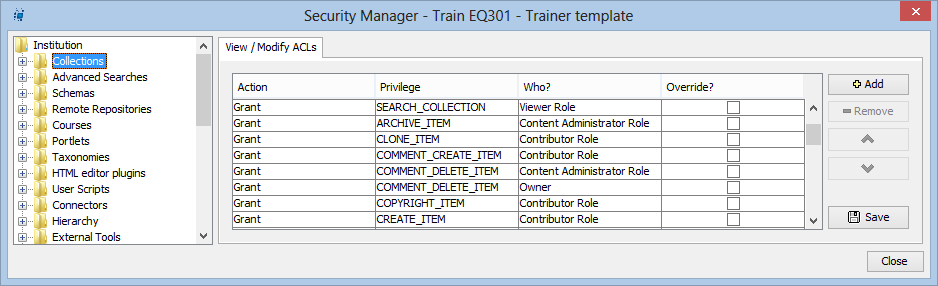 Security Manager - Train EQ301 - Trainer template
Institution
Collections
Advanced Searches
Schemas
Remote Repositories
Courses
Portlets
Taxonomies
HTML editor plugins
User Scripts
Connectors
Hierarchy
External Tools
View / Modify ACLs
Action Privilege Who? Override?
Grant SEARCH_COLLECTION Viewer Role
Grant ARCHIVE_ITEM Content Administrator Role
Grant CLONE_ITEM Contributor Role
Grant COMMENT_CREATE_ITEM Contributor Role
Grant COMMENT_DELETE_ITEM Content Administrator Role
Grant COMMENT_DELETE_ITEM Owner
Grant COPYRIGHT_ITEM Contributor Role
Grant CREATE_ITEM Contributor Role
Add
Remove
Save
Close